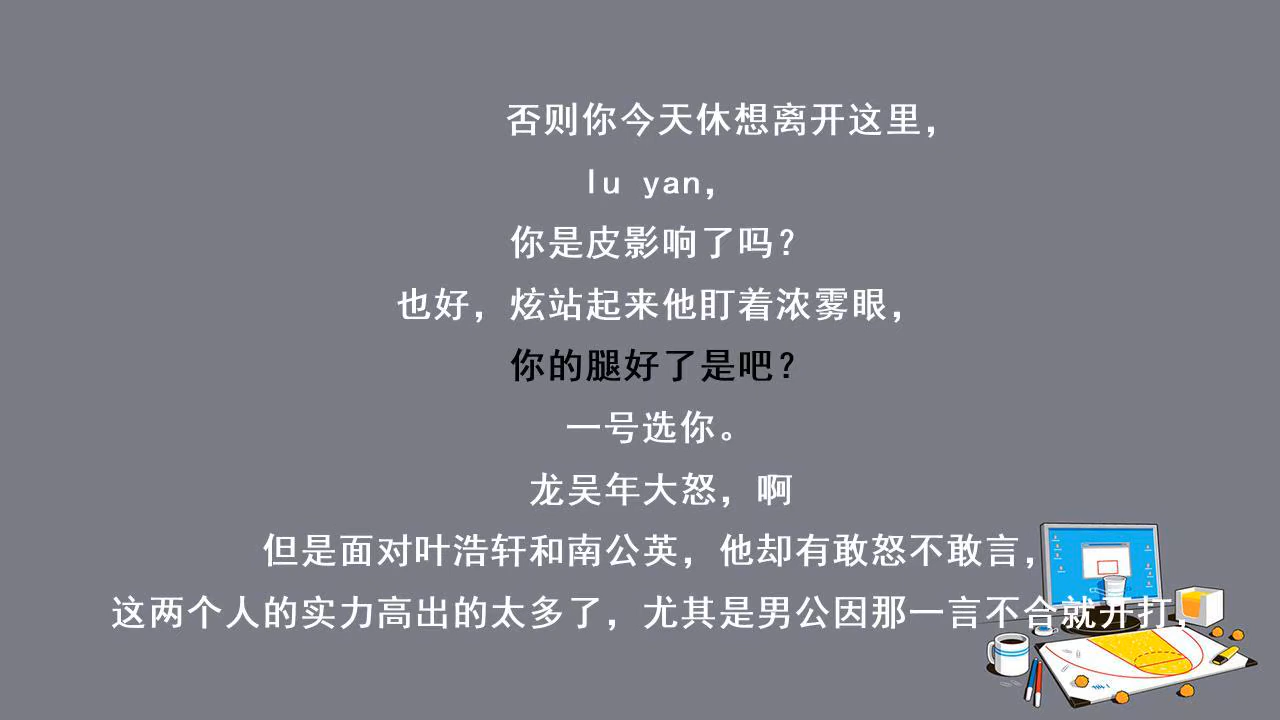 否则你今天休想离开这里，
lu yan，
你是皮影响了吗？
也好，炫站起来他盯着浓雾眼，
你的腿好了是吧？
一号选你。
龙吴年大怒，啊
但是面对叶浩轩和南公英，他却有敢怒不敢言，
这两个人的实力高出的太多了，尤其是男公因那一言不合就开打，